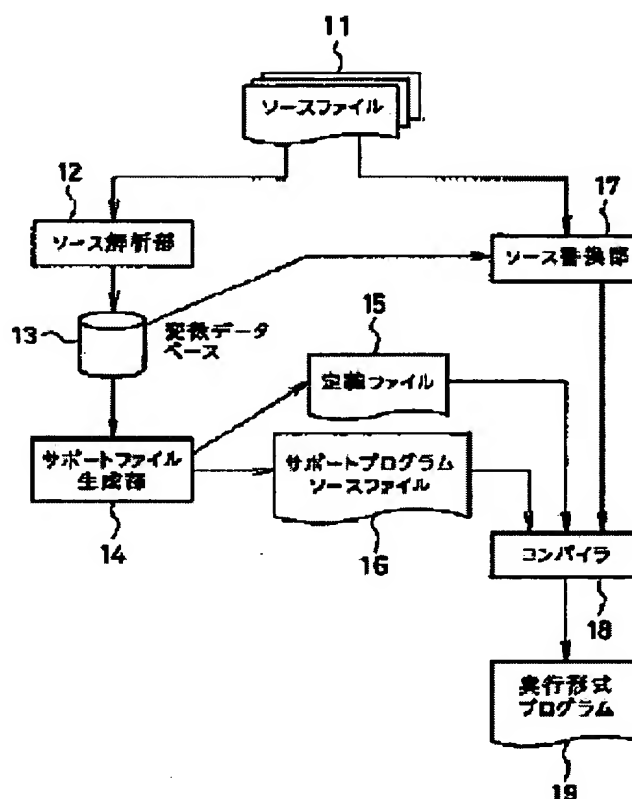 11
ソースファイル
12
ソース解析部
17
ソース書換部
13
変数データ
ベース
15
定義ファイル
サポートファイル
生成部
14
サポートプログラム
ソースファイル
16
コンパイラ
18
実行形式
プログラム
19